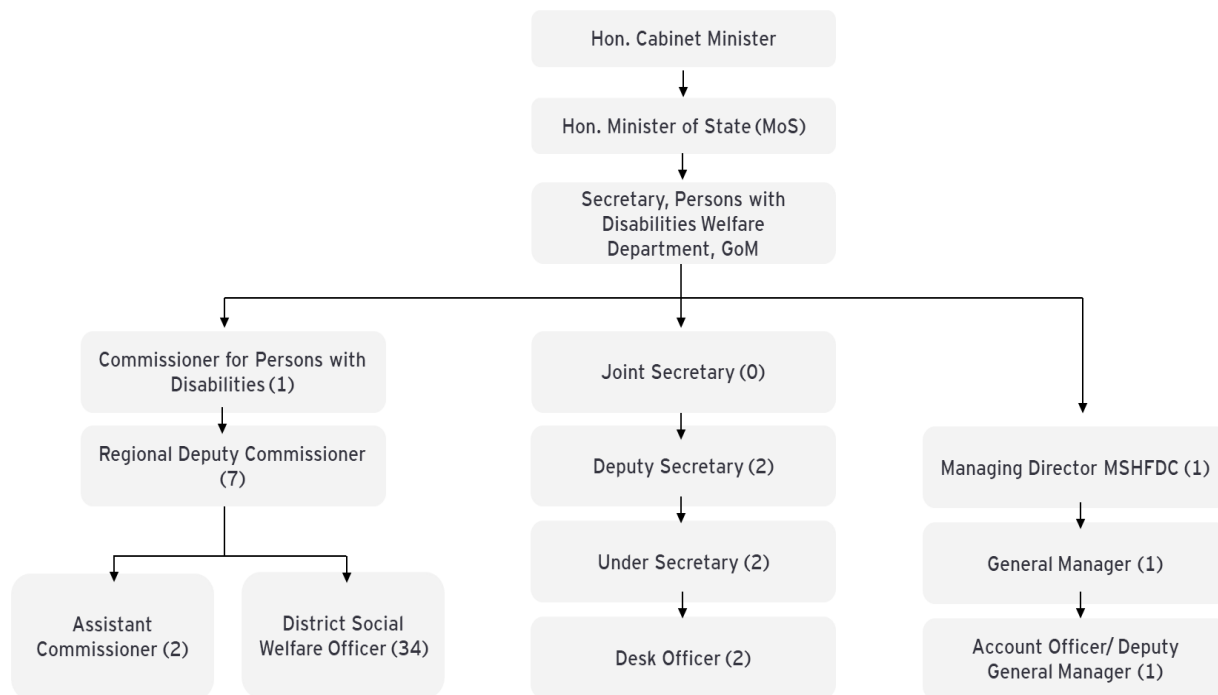 Hon. Cabinet Minister
Hon. Minister of State (MoS)
Secretary, Persons with
Disabilities Welfare
Department, GoM
Commissioner for Persons with
Disabilities (1)
Regional Deputy Commissioner
(7)
Assistant
Commissioner (2)
District Social
Welfare Officer (34)
Joint Secretary (0)
Deputy Secretary (2)
Under Secretary (2)
Desk Officer (2)
Managing Director MSHFDC (1)
General Manager (1)
Account Officer/ Deputy
General Manager (1)